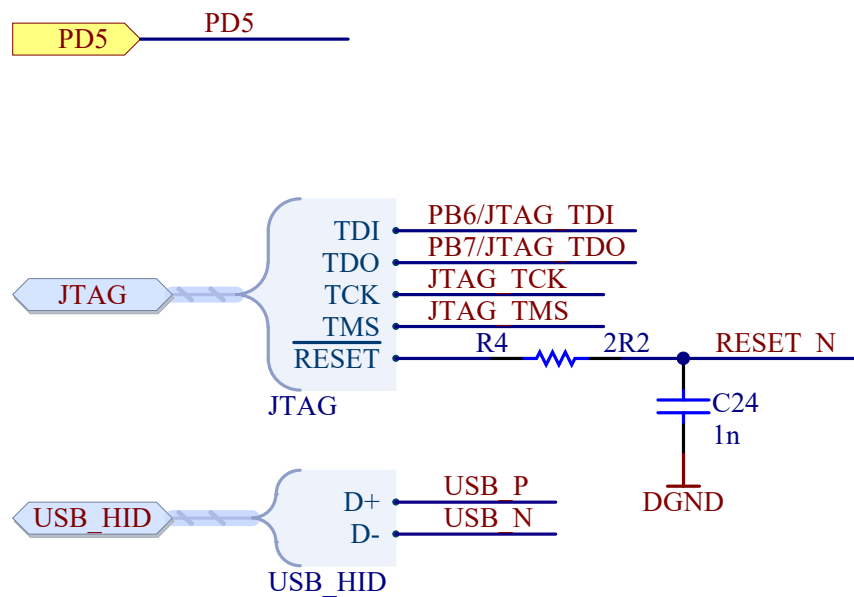 PD5 PD5
TDI PB6/JTAG_TDI
TDO PB7/JTAG_TDO
JTAG TCK JTAG_TCK
TMS JTAG_TMS
RESET R4 2R2 RESET_N
JTAG C24
1n
D+ USB_P
DGND
USB_HID D- USB_N
USB_HID